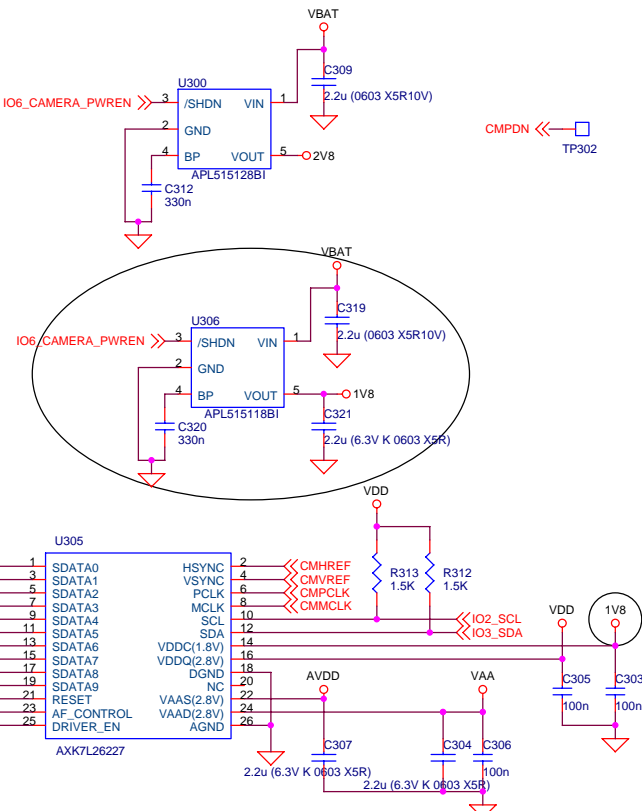 VBAT
C309
2.2u (0603 X5R10V)
U300
IO6_CAMERA_PWREN
3 /SHDN VIN 1
2 GND
4 BP VOUT 5
2V8
APL515128BI
C312
330n
CMPDN
TP302
VBAT
C319
2.2u (0603 X5R10V)
U306
IO6_CAMERA_PWREN
3 /SHDN VIN 1
2 GND
4 BP VOUT 5
1V8
APL515118BI
C320
330n
C321
2.2u (6.3V K 0603 X5R)
VDD
R313
1.5K
R312
1.5K
U305
1 SDATA0 HSYNC 2 CMHREF
3 SDATA1 VSYNC 4 CMVREF
5 SDATA2 PCLK 6 CMPCLK
7 SDATA3 MCLK 8 CMMCLK
9 SDATA4 SCL 10 IO2_SCL
11 SDATA5 SDA 12 IO3_SDA
13 SDATA6 VDDC(1.8V) 14
15 SDATA7 VDDQ(2.8V) 16
17 SDATA8 DGND 18
19 SDATA9 NC 20
21 RESET VAAS(2.8V) 22
23 AF_CONTROL VAAD(2.8V) 24
25 DRIVER_EN AGND 26
AXK7L26227
VDD
1V8
C305
100n
C303
100n
AVDD
VAA
C307
2.2u (6.3V K 0603 X5R)
C304
2.2u (6.3V K 0603 X5R)
C306
100n